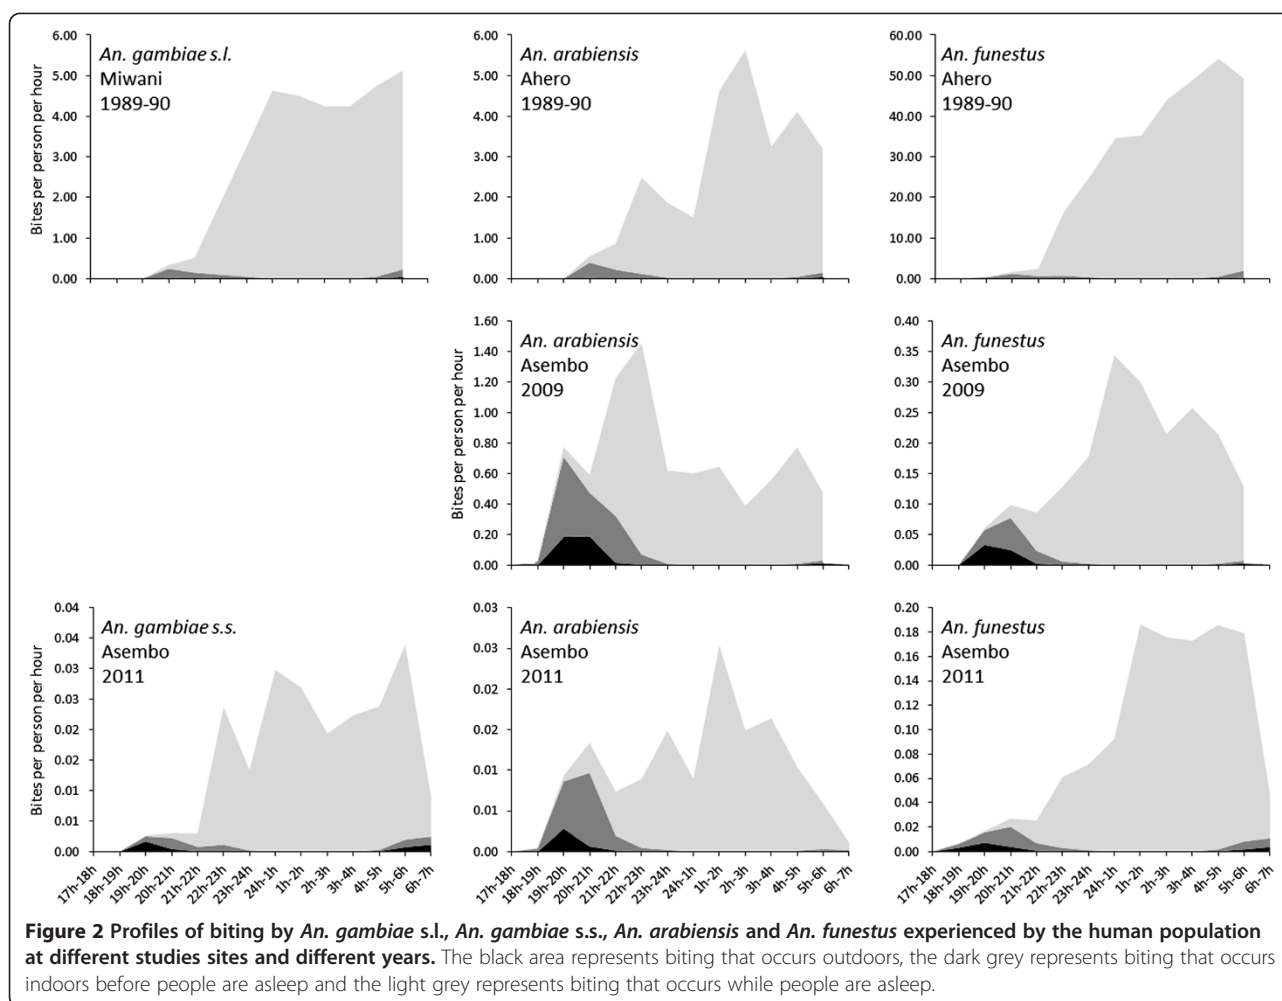 An. gambiae s.l.
Miwani
1989-90
Bites per person per hour
6.00
5.00
4.00
3.00
2.00
1.00
0.00
An. arabiensis
Ahero
1989-90
6.00
5.00
4.00
3.00
2.00
1.00
0.00
An. funestus
Ahero
1989-90
60.00
50.00
40.00
30.00
20.00
10.00
0.00
An. arabiensis
Asembo
2009
Bites per person per hour
1.60
1.40
1.20
1.00
0.80
0.60
0.40
0.20
0.00
An. funestus
Asembo
2009
0.40
0.35
0.30
0.25
0.20
0.15
0.10
0.05
0.00
An. gambiae s.s.
Asembo
2011
Bites per person per hour
0.04
0.04
0.03
0.03
0.02
0.02
0.01
0.01
0.00
17h-18h
18h-19h
19h-20h
20h-21h
21h-22h
22h-23h
23h-24h
24h-1h
1h-2h
2h-3h
3h-4h
4h-5h
5h-6h
6h-7h
An. arabiensis
Asembo
2011
0.03
0.03
0.02
0.02
0.01
0.01
0.00
17h-18h
18h-19h
19h-20h
20h-21h
21h-22h
22h-23h
23h-24h
24h-1h
1h-2h
2h-3h
3h-4h
4h-5h
5h-6h
6h-7h
An. funestus
Asembo
2011
0.20
0.18
0.16
0.14
0.12
0.10
0.08
0.06
0.04
0.02
0.00
17h-18h
18h-19h
19h-20h
20h-21h
21h-22h
22h-23h
23h-24h
24h-1h
1h-2h
2h-3h
3h-4h
4h-5h
5h-6h
6h-7h
Figure 2 Profiles of biting by An. gambiae s.l., An. gambiae s.s., An. arabiensis and An. funestus experienced by the human population
at different studies sites and different years. The black area represents biting that occurs outdoors, the dark grey represents biting that occurs
indoors before people are asleep and the light grey represents biting that occurs while people are asleep.